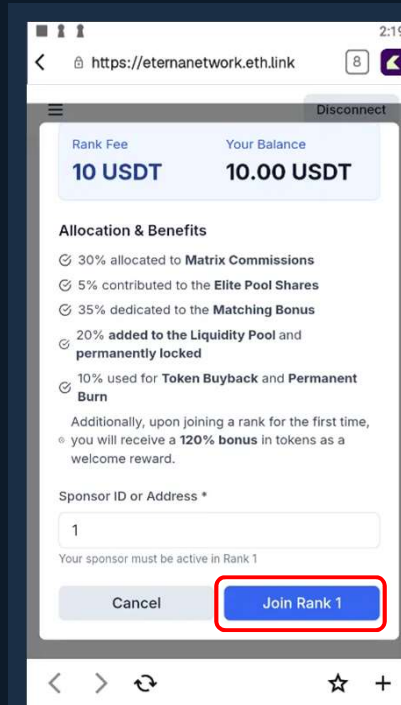 2:19
https://eternanetwork.eth.link
8
Disconnect
Rank Fee Your Balance
10 USDT 10.00 USDT
Allocation & Benefits
30% allocated to Matrix Commissions
5% contributed to the Elite Pool Shares
35% dedicated to the Matching Bonus
20% added to the Liquidity Pool and
permanently locked
10% used for Token Buyback and Permanent
Burn
Additionally, upon joining a rank for the first time,
you will receive a 120% bonus in tokens as a
welcome reward.
Sponsor ID or Address *
1
Your sponsor must be active in Rank 1
Cancel Join Rank 1